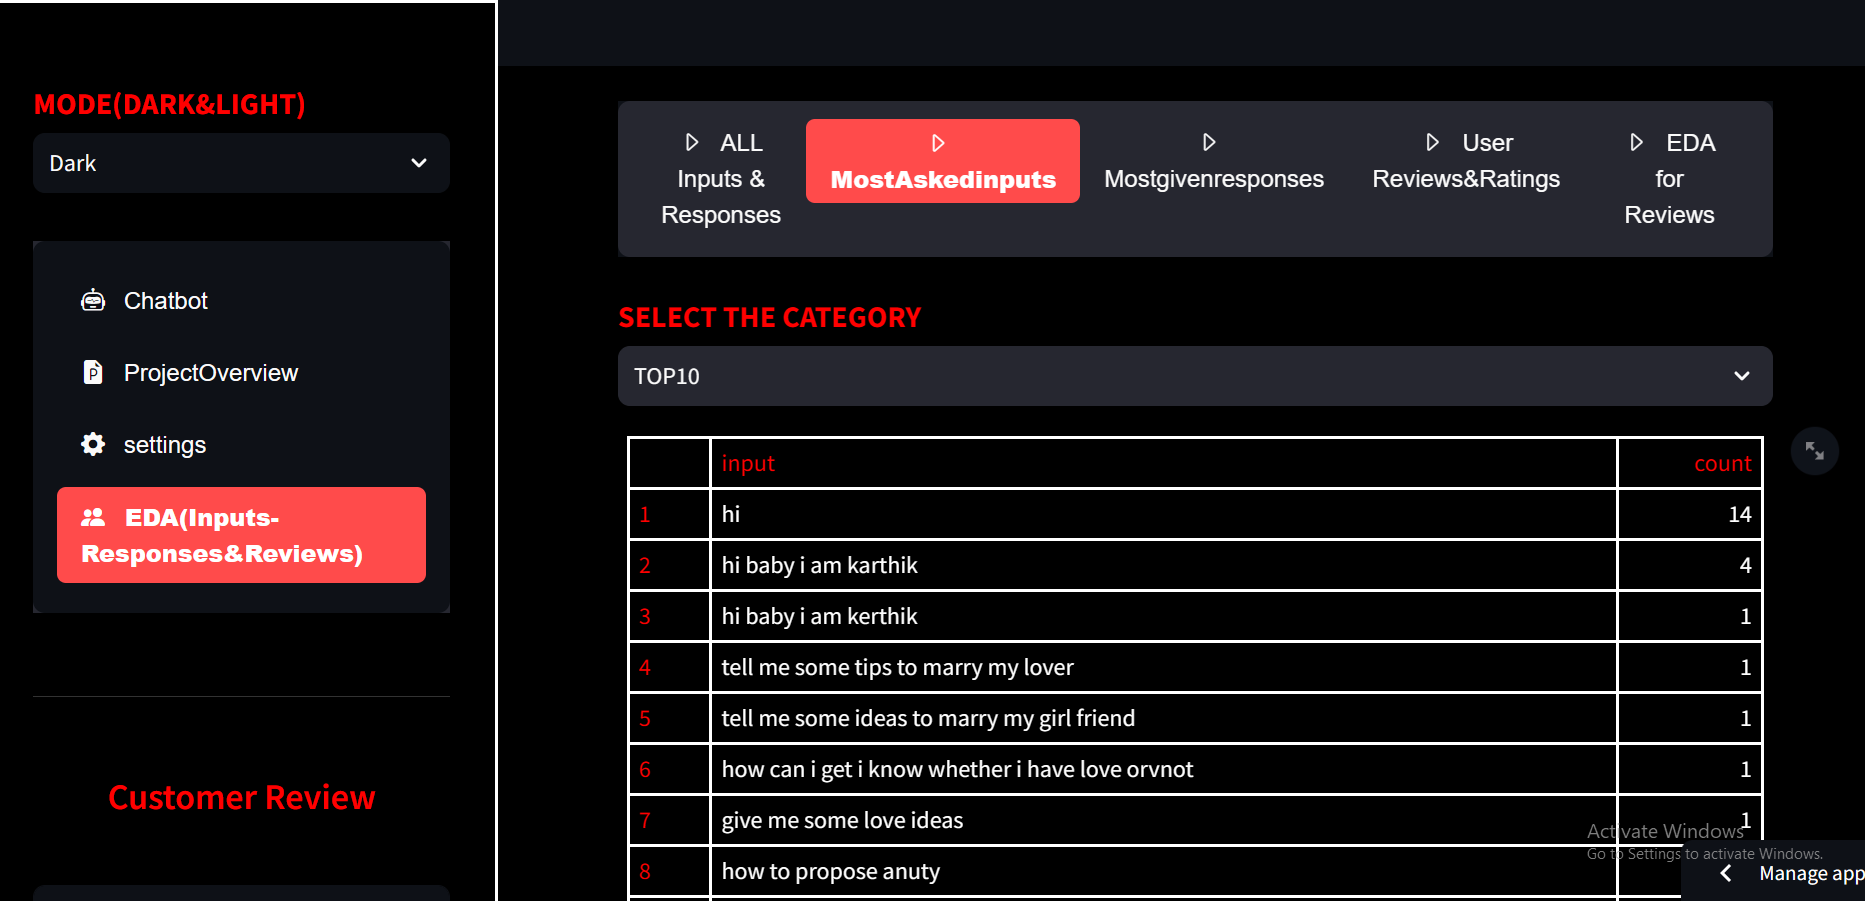 MODE(DARK&LIGHT)
Dark
Chatbot
ProjectOverview
settings
EDA(Inputs-
Responses&Reviews)
Customer Review
ALL
Inputs &
Responses
MostAskedinputs
Mostgivenresponses
User
Reviews&Ratings
EDA
for
Reviews
SELECT THE CATEGORY
TOP10
input count
1 hi 14
2 hi baby i am karthik 4
3 hi baby i am kerthik 1
4 tell me some tips to marry my lover 1
5 tell me some ideas to marry my girl friend 1
6 how can i get i know whether i have love orvnot 1
7 give me some love ideas 1
8 how to propose anuty
Activate Windows
Go to Settings to activate Windows.
Manage app